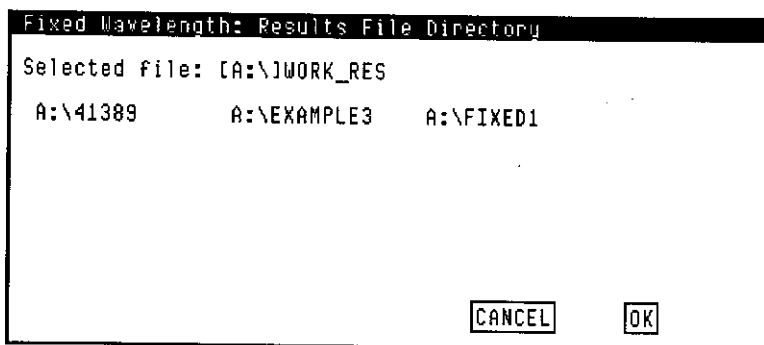 Fixed Wavelength: Results File Directory
Selected file: [A:\]WORK_RES
A:\41389 A:\EXAMPLE3 A:\FIXED1
CANCEL OK